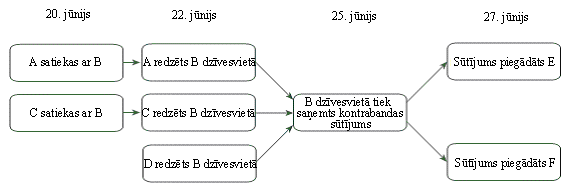 20. jūnijs
22. jūnijs
25. jūnijs
27. jūnijs
A satiekas ar B
A redzēts B dzīvesvietā
Sūtījums piegādāts E
C satiekas ar B
C redzēts B dzīvesvietā
B dzīvesvietā tiek
saņemts kontrabandas
sūtījums
D redzēts B dzīvesvietā
Sūtījums piegādāts F